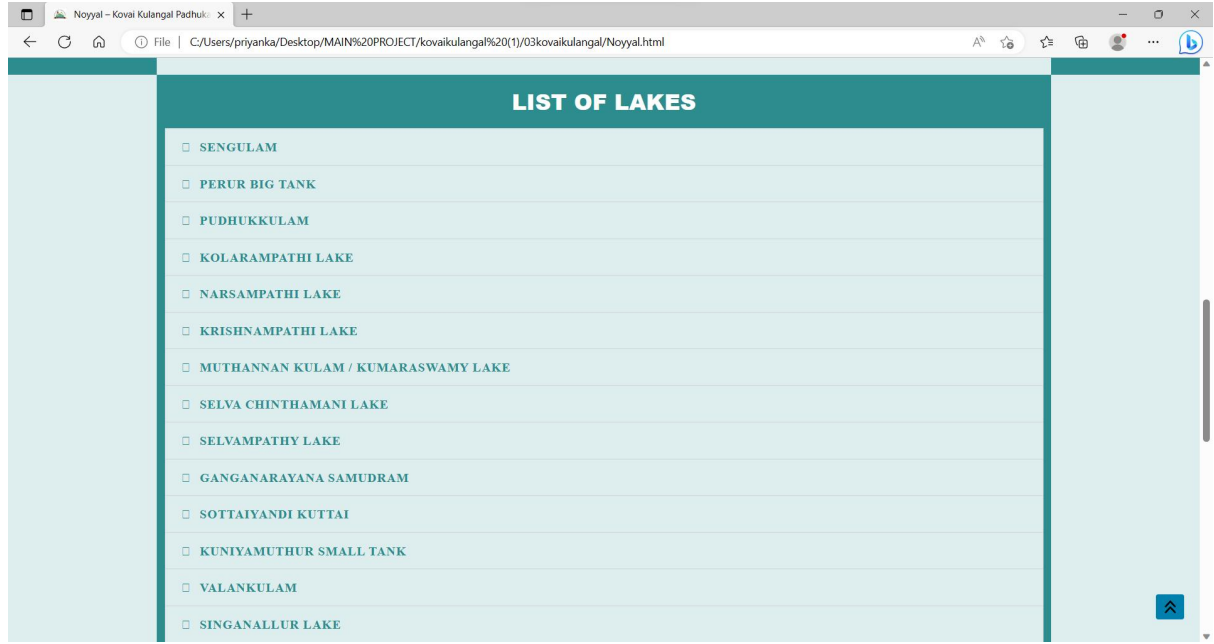 Noyyal – Kovai Kulangal Padhuka
File | C:/Users/priyanka/Desktop/MAIN%20PROJECT/kovaikulangal%20(1)/03kovaikulangal/Noyyal.html
LIST OF LAKES
SENGULAM
PERUR BIG TANK
PUDHUKKULAM
KOLARAMPATHI LAKE
NARSAMPATHI LAKE
KRISHNAMPATHI LAKE
MUTHANNAN KULAM / KUMARASWAMY LAKE
SELVA CHINTHAMANI LAKE
SELVAMPATHY LAKE
GANGANARAYANA SAMUDRAM
SOTTAIYANDI KUTTAI
KUNIYAMUTHUR SMALL TANK
VALANKULAM
SINGANALLUR LAKE